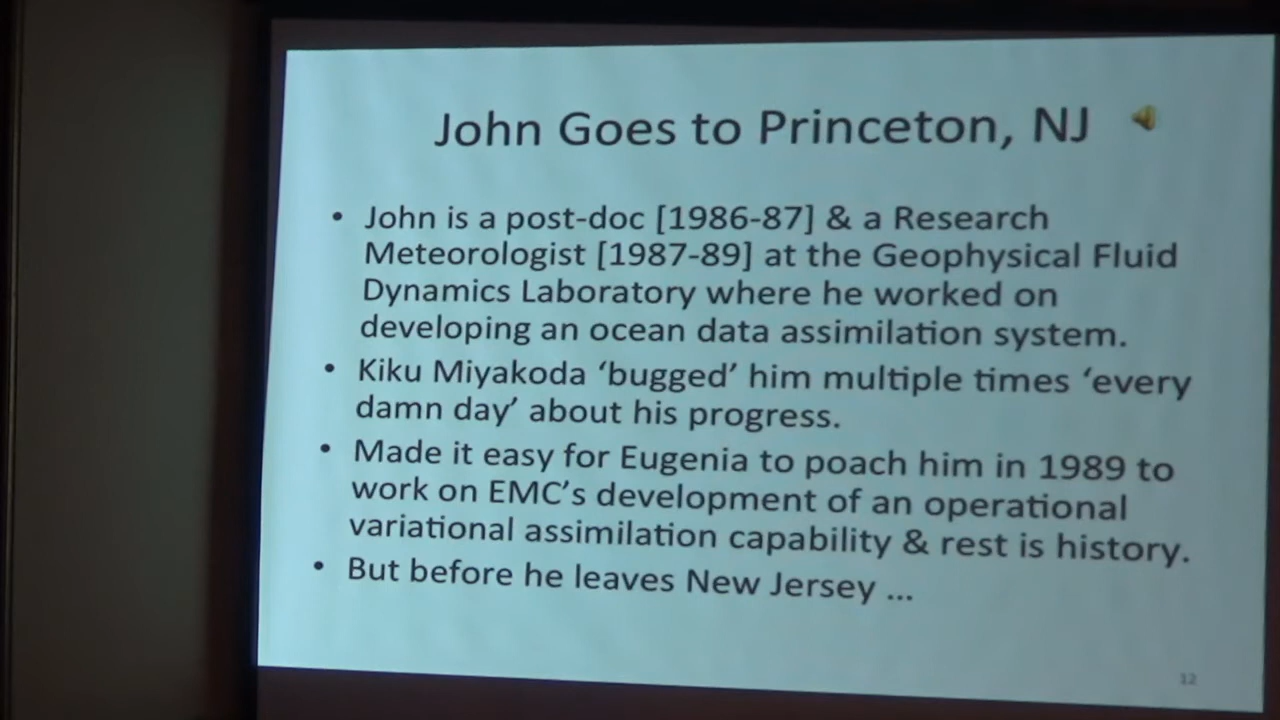 John Goes to Princeton, NJ
• John is a post-doc [1986-87] & a Research
Meteorologist [1987-89] at the Geophysical Fluid
Dynamics Laboratory where he worked on
developing an ocean data assimilation system.
• Kiku Miyakoda ‘bugged’ him multiple times ‘every
damn day’ about his progress.
• Made it easy for Eugenia to poach him in 1989 to
work on EMC’s development of an operational
variational assimilation capability & rest is history.
• But before he leaves New Jersey ...
12